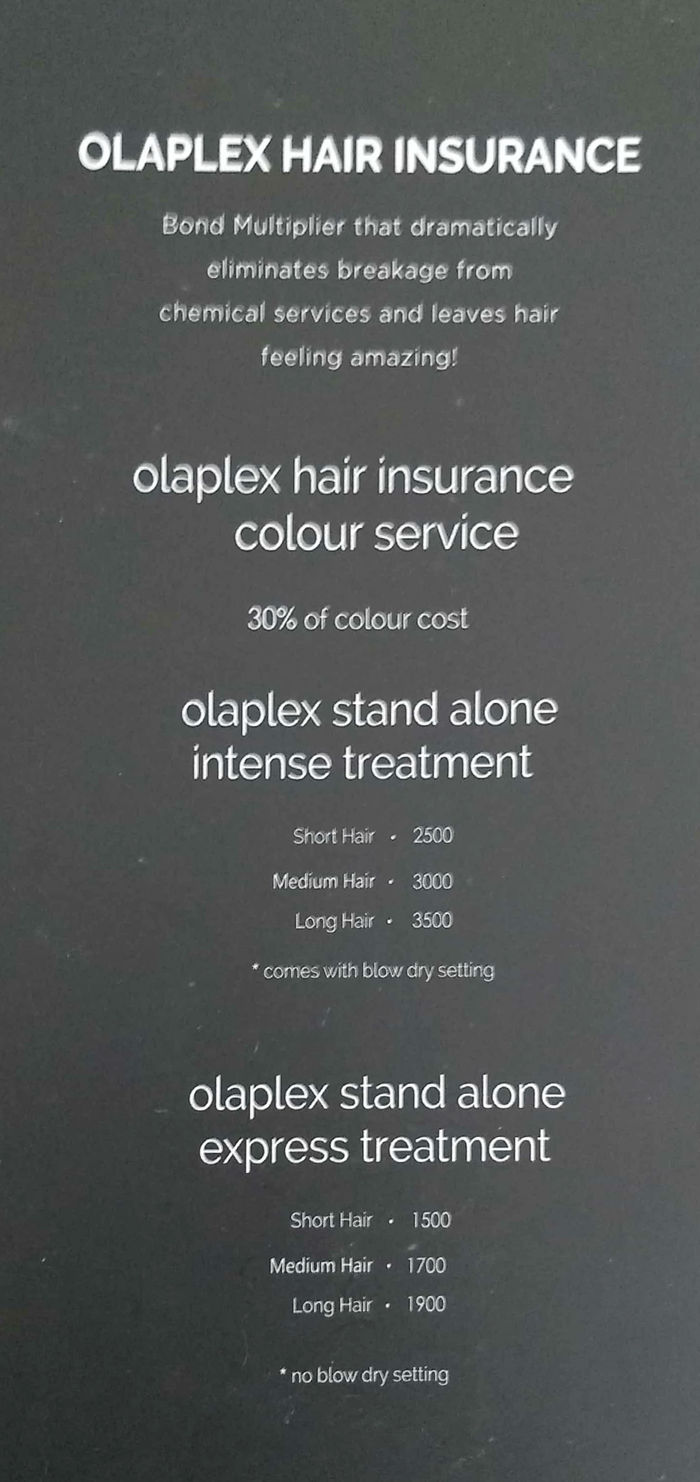 OLAPLEX HAIR INSURANCE
Bond Multiplier that dramatically
eliminates breakage from
chemical services and leaves hair
feeling amazing!
olaplex hair insurance
colour service
30% of colour cost
olaplex stand alone
intense treatment
Short Hair • 2500
Medium Hair • 3000
Long Hair • 3500
* comes with blow dry setting
olaplex stand alone
express treatment
Short Hair • 1500
Medium Hair • 1700
Long Hair • 1900
* no blow dry setting